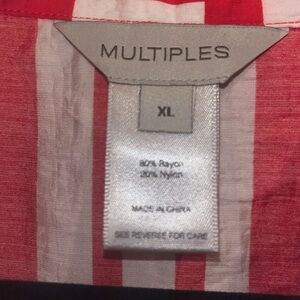 MULTIPLES
XL
80% Rayon
20% Nylon
MADE IN CHINA
SEE REVERSE FOR CARE